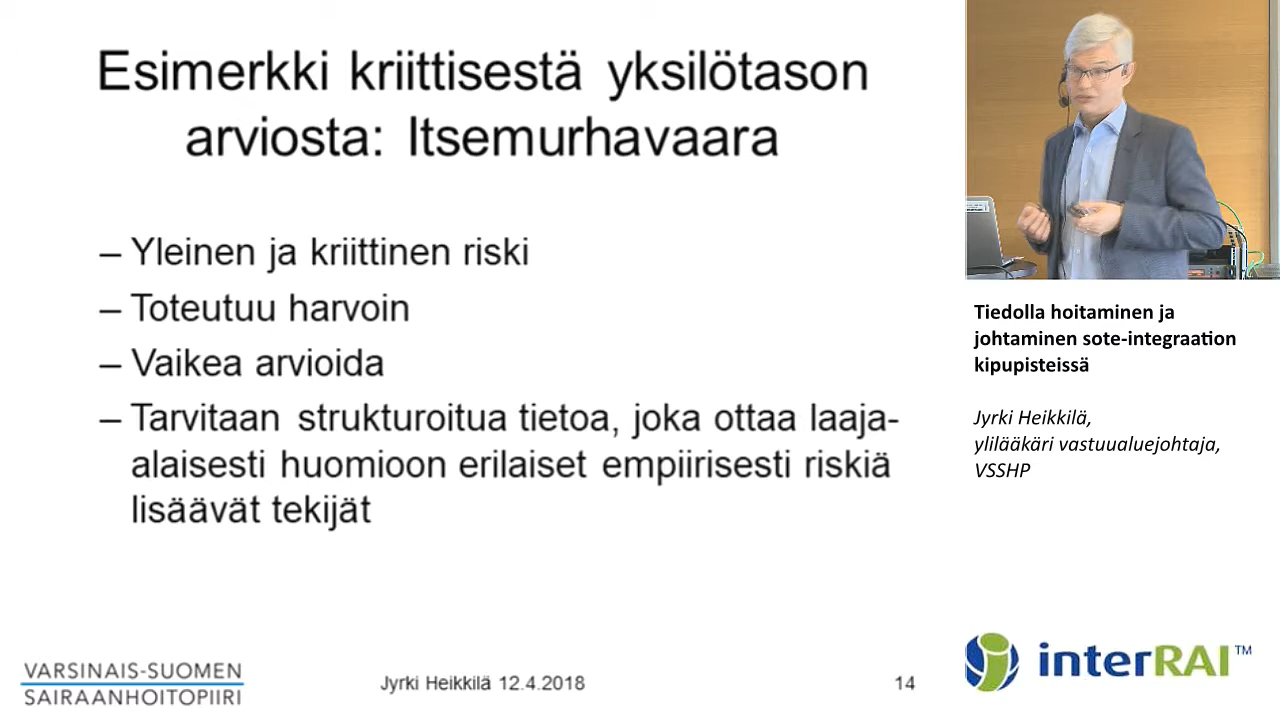 Esimerkki kriittisestä yksilötason
arviosta: Itsemurhavaara
– Yleinen ja kriittinen riski
– Toteutuu harvoin
– Vaikea arvioida
– Tarvitaan strukturoitua tietoa, joka ottaa laaja-
alaisesti huomioon erilaiset empiirisesti riskiä
lisäävät tekijät
Tiedolla hoitaminen ja
johtaminen sote-integraation
kipupisteissä
Jyrki Heikkilä,
ylilääkäri vastuualuejohtaja,
VSSHP
VARSINAIS-SUOMEN
SAIRAANHOITOPIIRI
Jyrki Heikkilä 12.4.2018
14
interRAI™